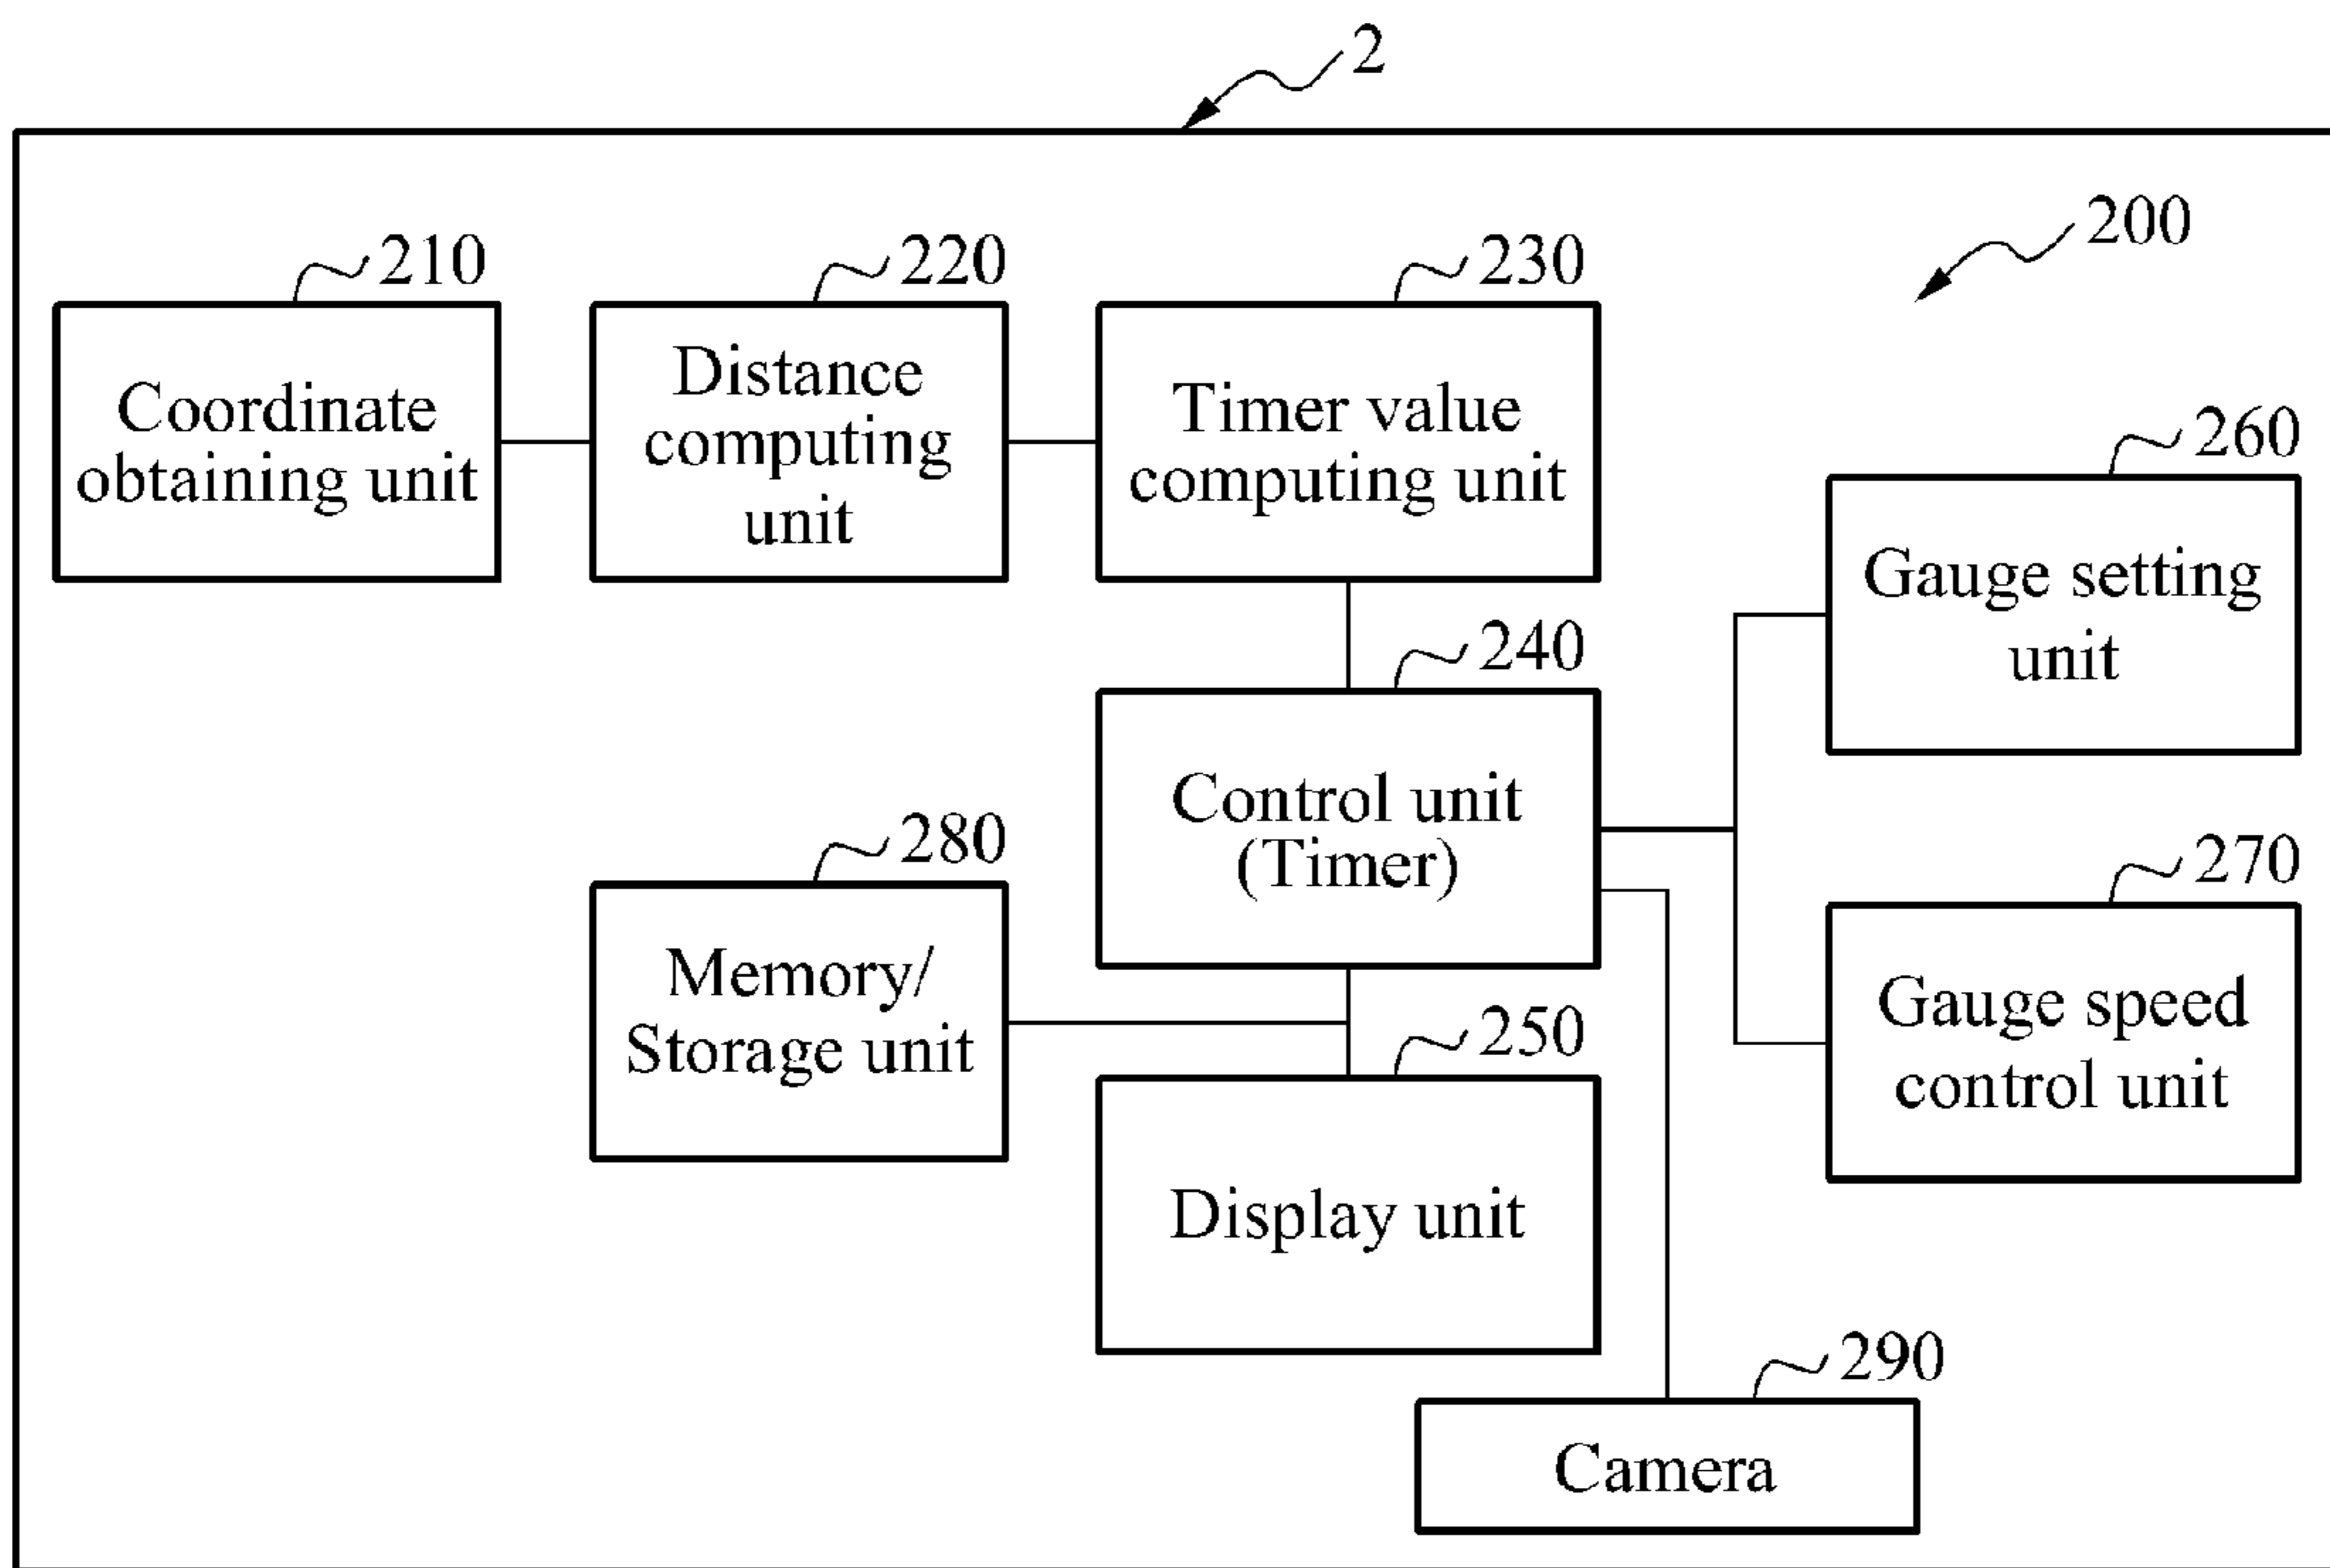 2
200
210
220
230
Coordinate
obtaining unit
Distance
computing
unit
Timer value
computing unit
260
Gauge setting
unit
240
Control unit
(Timer)
280
Memory/
Storage unit
270
Gauge speed
control unit
250
Display unit
290
Camera